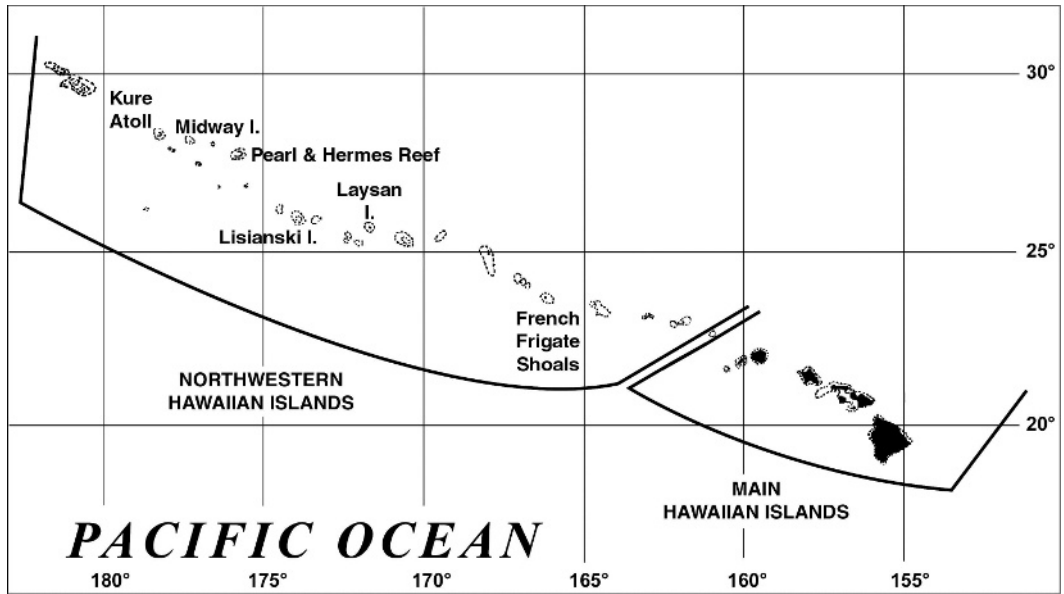 30°
Kure
Atoll
Midway I.
Pearl & Hermes Reef
Laysan
I.
Lisianski I.
25°
French
Frigate
Shoals
NORTHWESTERN
HAWAIIAN ISLANDS
20°
MAIN
HAWAIIAN ISLANDS
PACIFIC OCEAN
180°
175°
170°
165°
160°
155°